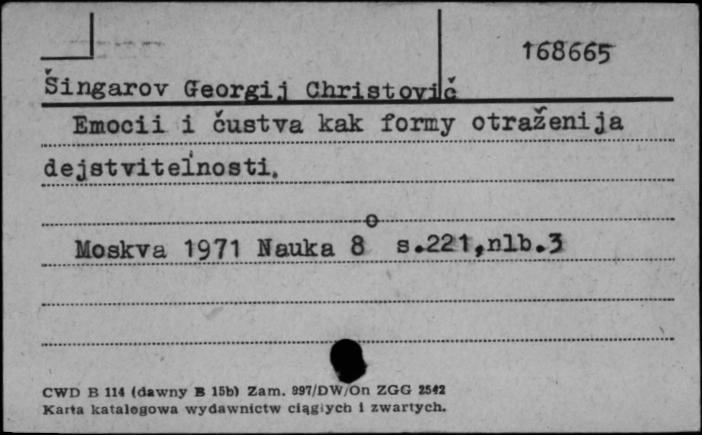 168665
Šingarov Georgij Christovič
Emocii i čustva kak formy otraženija
dejstvitel'nosti.
Moskva 1971 Nauka 8° s.221,nlb.3
CWD B 114 (dawny B 15b) Zam. 997/DW/On ZGG 2542
Karta katalogowa wydawnictw ciągłych i zwartych.